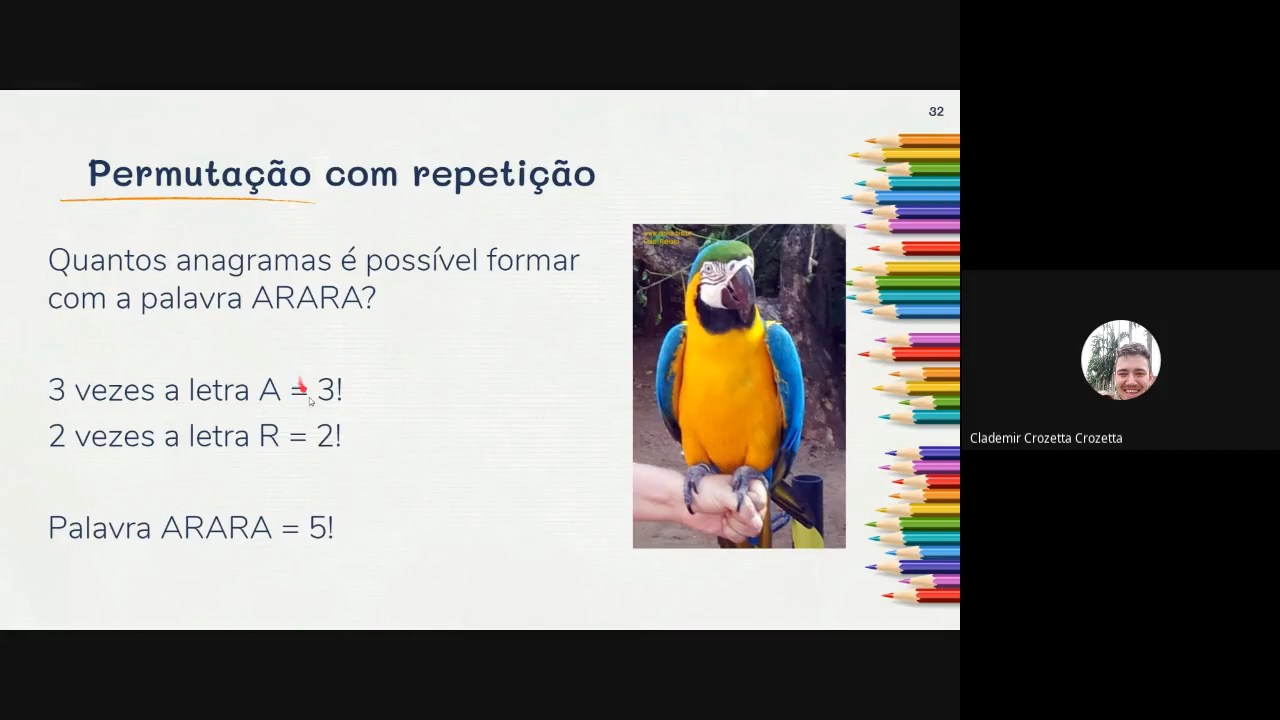 32
Permutação com repetição
Quantos anagramas é possível formar
com a palavra ARARA?
3 vezes a letra A = 3!
2 vezes a letra R = 2!
Palavra ARARA = 5!
Clademir Crozetta Crozetta